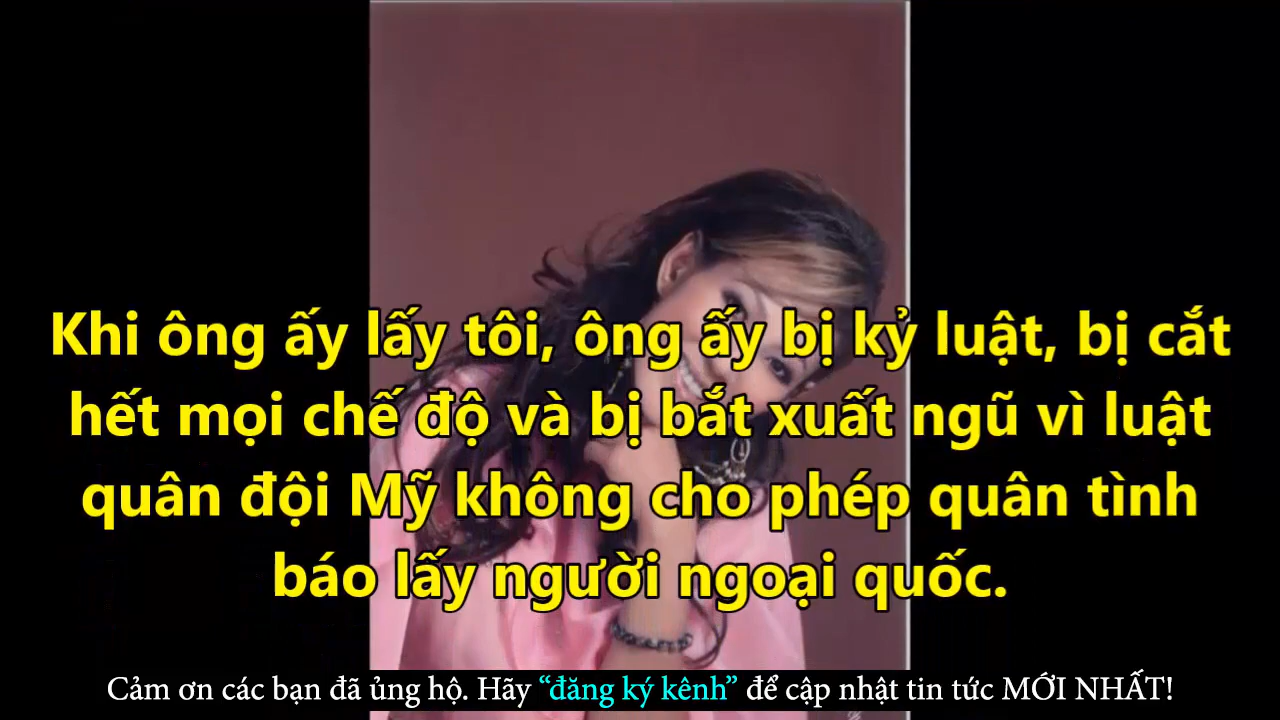 Khi ông ấy lấy tôi, ông ấy bị kỷ luật, bị cắt
hết mọi chế độ và bị bắt xuất ngũ vì luật
quân đội Mỹ không cho phép quân tình
báo lấy người ngoại quốc.
Cảm ơn các bạn đã ủng hộ. Hãy “đăng ký kênh” để cập nhật tin tức MỚI NHẤT!